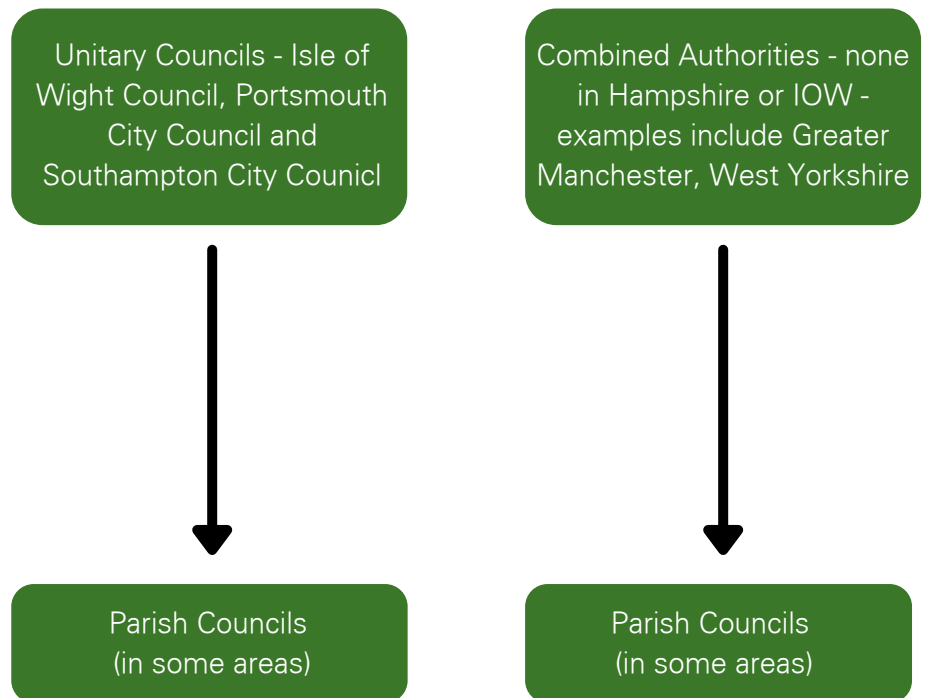 Unitary Councils - Isle of
Wight Council, Portsmouth
City Council and
Southampton City Counicl
Combined Authorities - none
in Hampshire or IOW -
examples include Greater
Manchester, West Yorkshire
Parish Councils
(in some areas)
Parish Councils
(in some areas)